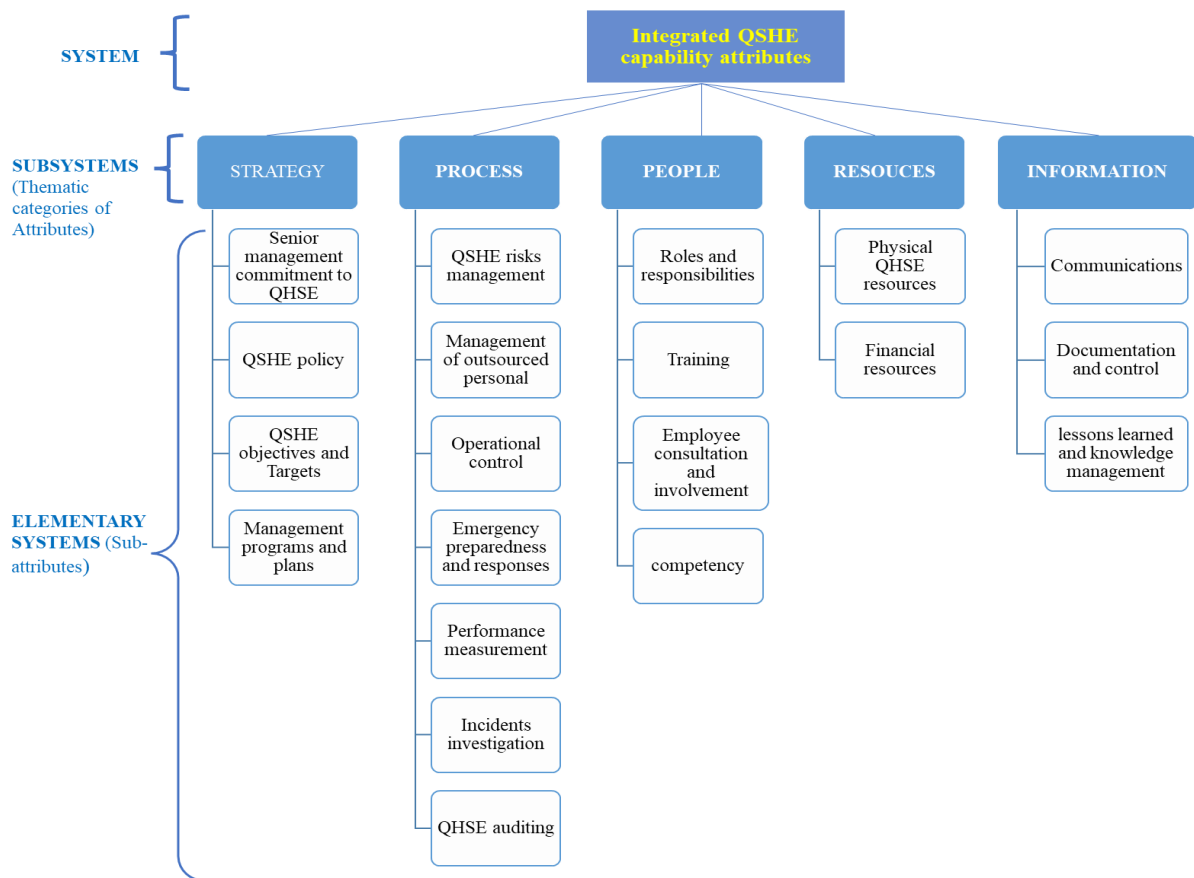 SYSTEM
Integrated QSHE
capability attributes
SUBSYSTEMS
(Thematic
categories of
Attributes)
STRATEGY
PROCESS
PEOPLE
RESOUCES
INFORMATION
ELEMENTARY
SYSTEMS (Sub-
attributes)
Senior
management
commitment to
QHSE
QSHE policy
QSHE
objectives and
Targets
Management
programs and
plans
QSHE risks
management
Management
of outsourced
personal
Operational
control
Emergency
preparedness
and responses
Performance
measurement
Incidents
investigation
QHSE auditing
Roles and
responsibilities
Training
Employee
consultation
and
involvement
competency
Physical
QHSE
resources
Financial
resources
Communications
Documentation
and control
lessons learned
and knowledge
management